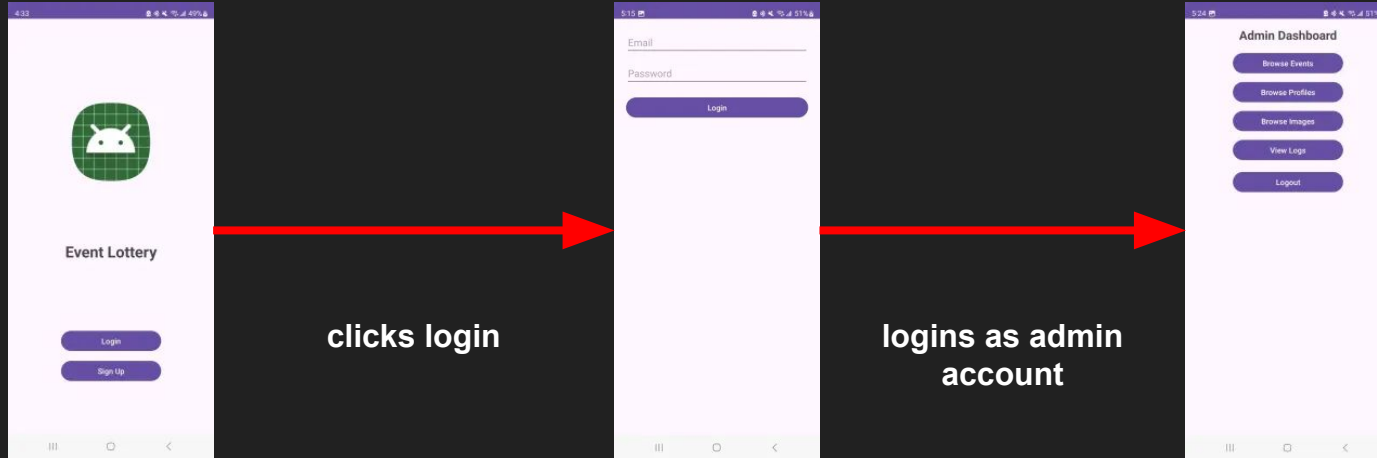 4:33
49%
Event Lottery
Login
Sign Up
clicks login
5:15
51%
Email
Password
Login
logins as admin
account
5:24
51%
Admin Dashboard
Browse Events
Browse Profiles
Browse Images
View Logs
Logout